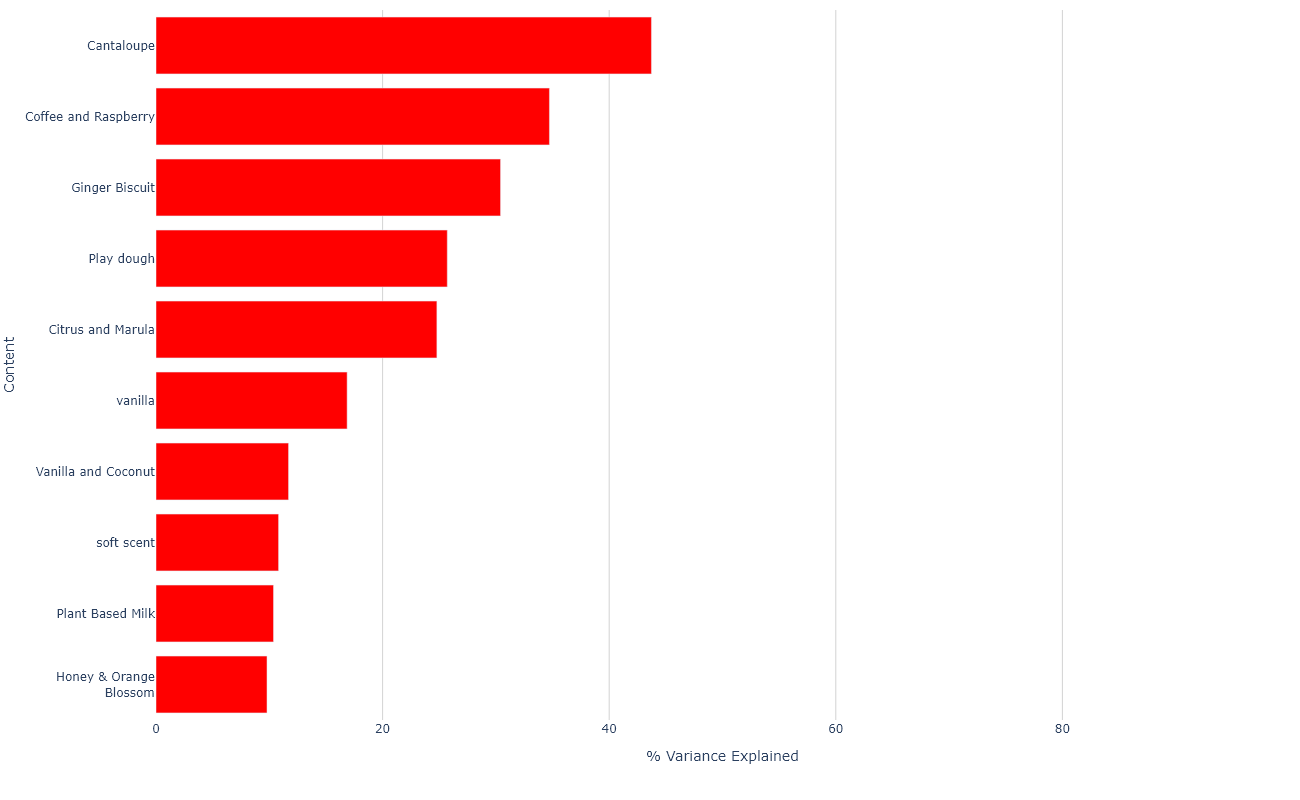 Cantaloupe
Coffee and Raspberry
Ginger Biscuit
Play dough
Citrus and Marula
vanilla
Vanilla and Coconut
soft scent
Plant Based Milk
Honey & Orange
Blossom
Content
0 20 40 60 80
% Variance Explained